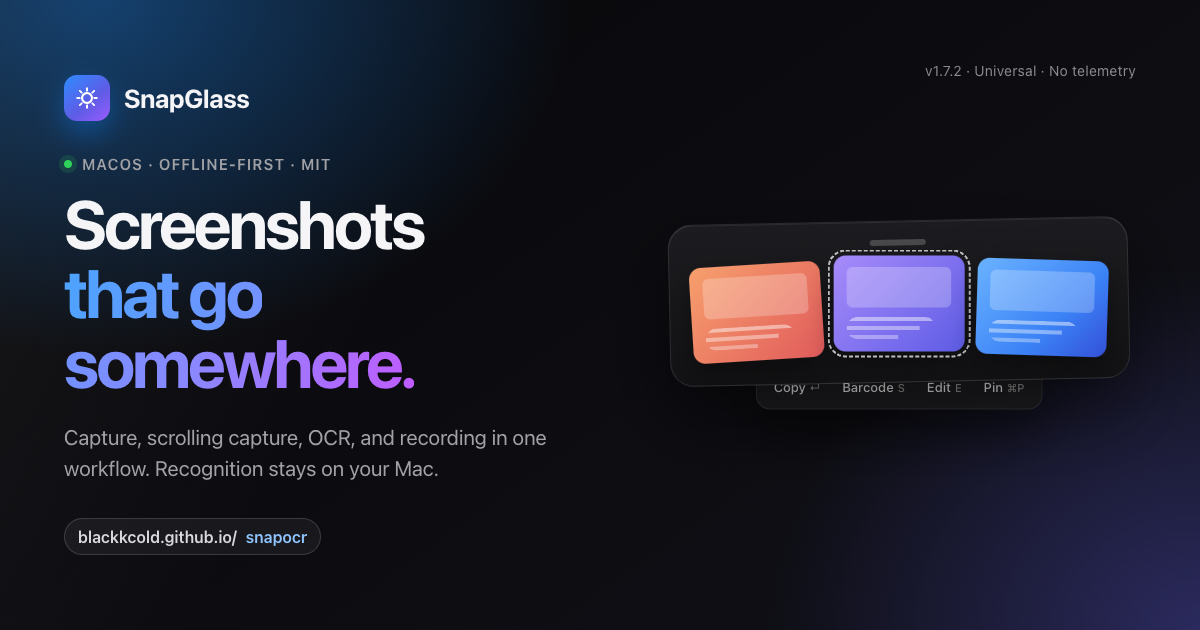 SnapGlass
v1.7.2 · Universal · No telemetry
MACOS · OFFLINE-FIRST · MIT
Screenshots
that go
somewhere.
Capture, scrolling capture, OCR, and recording in one
workflow. Recognition stays on your Mac.
blackkcold.github.io/ snapocr
Copy ↵ Barcode S Edit E Pin ⌘P